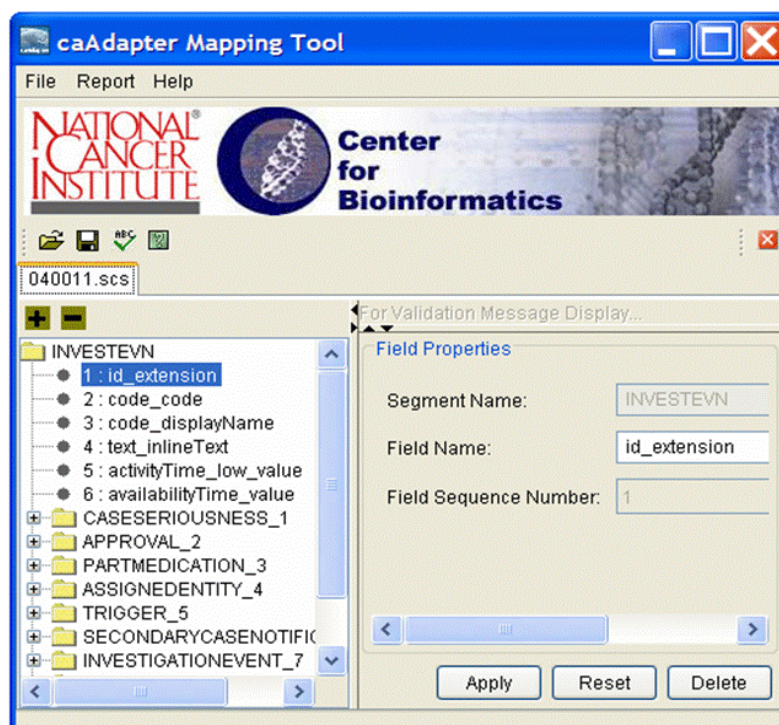 caAdapter Mapping Tool
File Report Help
NATIONAL
CANCER
INSTITUTE
®
Center
for
Bioinformatics
ABC
040011.scs
For Validation Message Display...
INVESTEVN
1 : id_extension
2 : code_code
3 : code_displayName
4 : text_inlineText
5 : activityTime_low_value
6 : availabilityTime_value
CASESERIOUSNESS_1
APPROVAL_2
PARTMEDICATION_3
ASSIGNEDENTITY_4
TRIGGER_5
SECONDARYCASENOTIFI
INVESTIGATIONEVENT_7
Field Properties
Segment Name: INVESTEVN
Field Name: id_extension
Field Sequence Number: 1
Apply Reset Delete